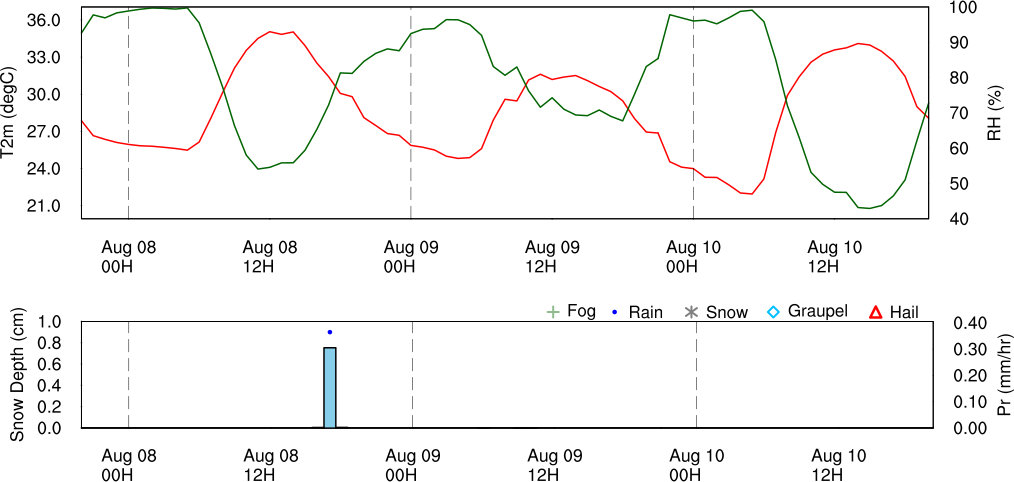 T2m (degC)
36.0
33.0
30.0
27.0
24.0
21.0
100
90
80
70
60
50
40
RH (%)
Aug 08 Aug 08 Aug 09 Aug 09 Aug 10 Aug 10
00H 12H 00H 12H 00H 12H
Fog Rain Snow Graupel Hail
Snow Depth (cm)
1.0
0.8
0.6
0.4
0.2
0.0
0.40
0.30
0.20
0.10
0.00
Pr (mm/hr)
Aug 08 Aug 08 Aug 09 Aug 09 Aug 10 Aug 10
00H 12H 00H 12H 00H 12H